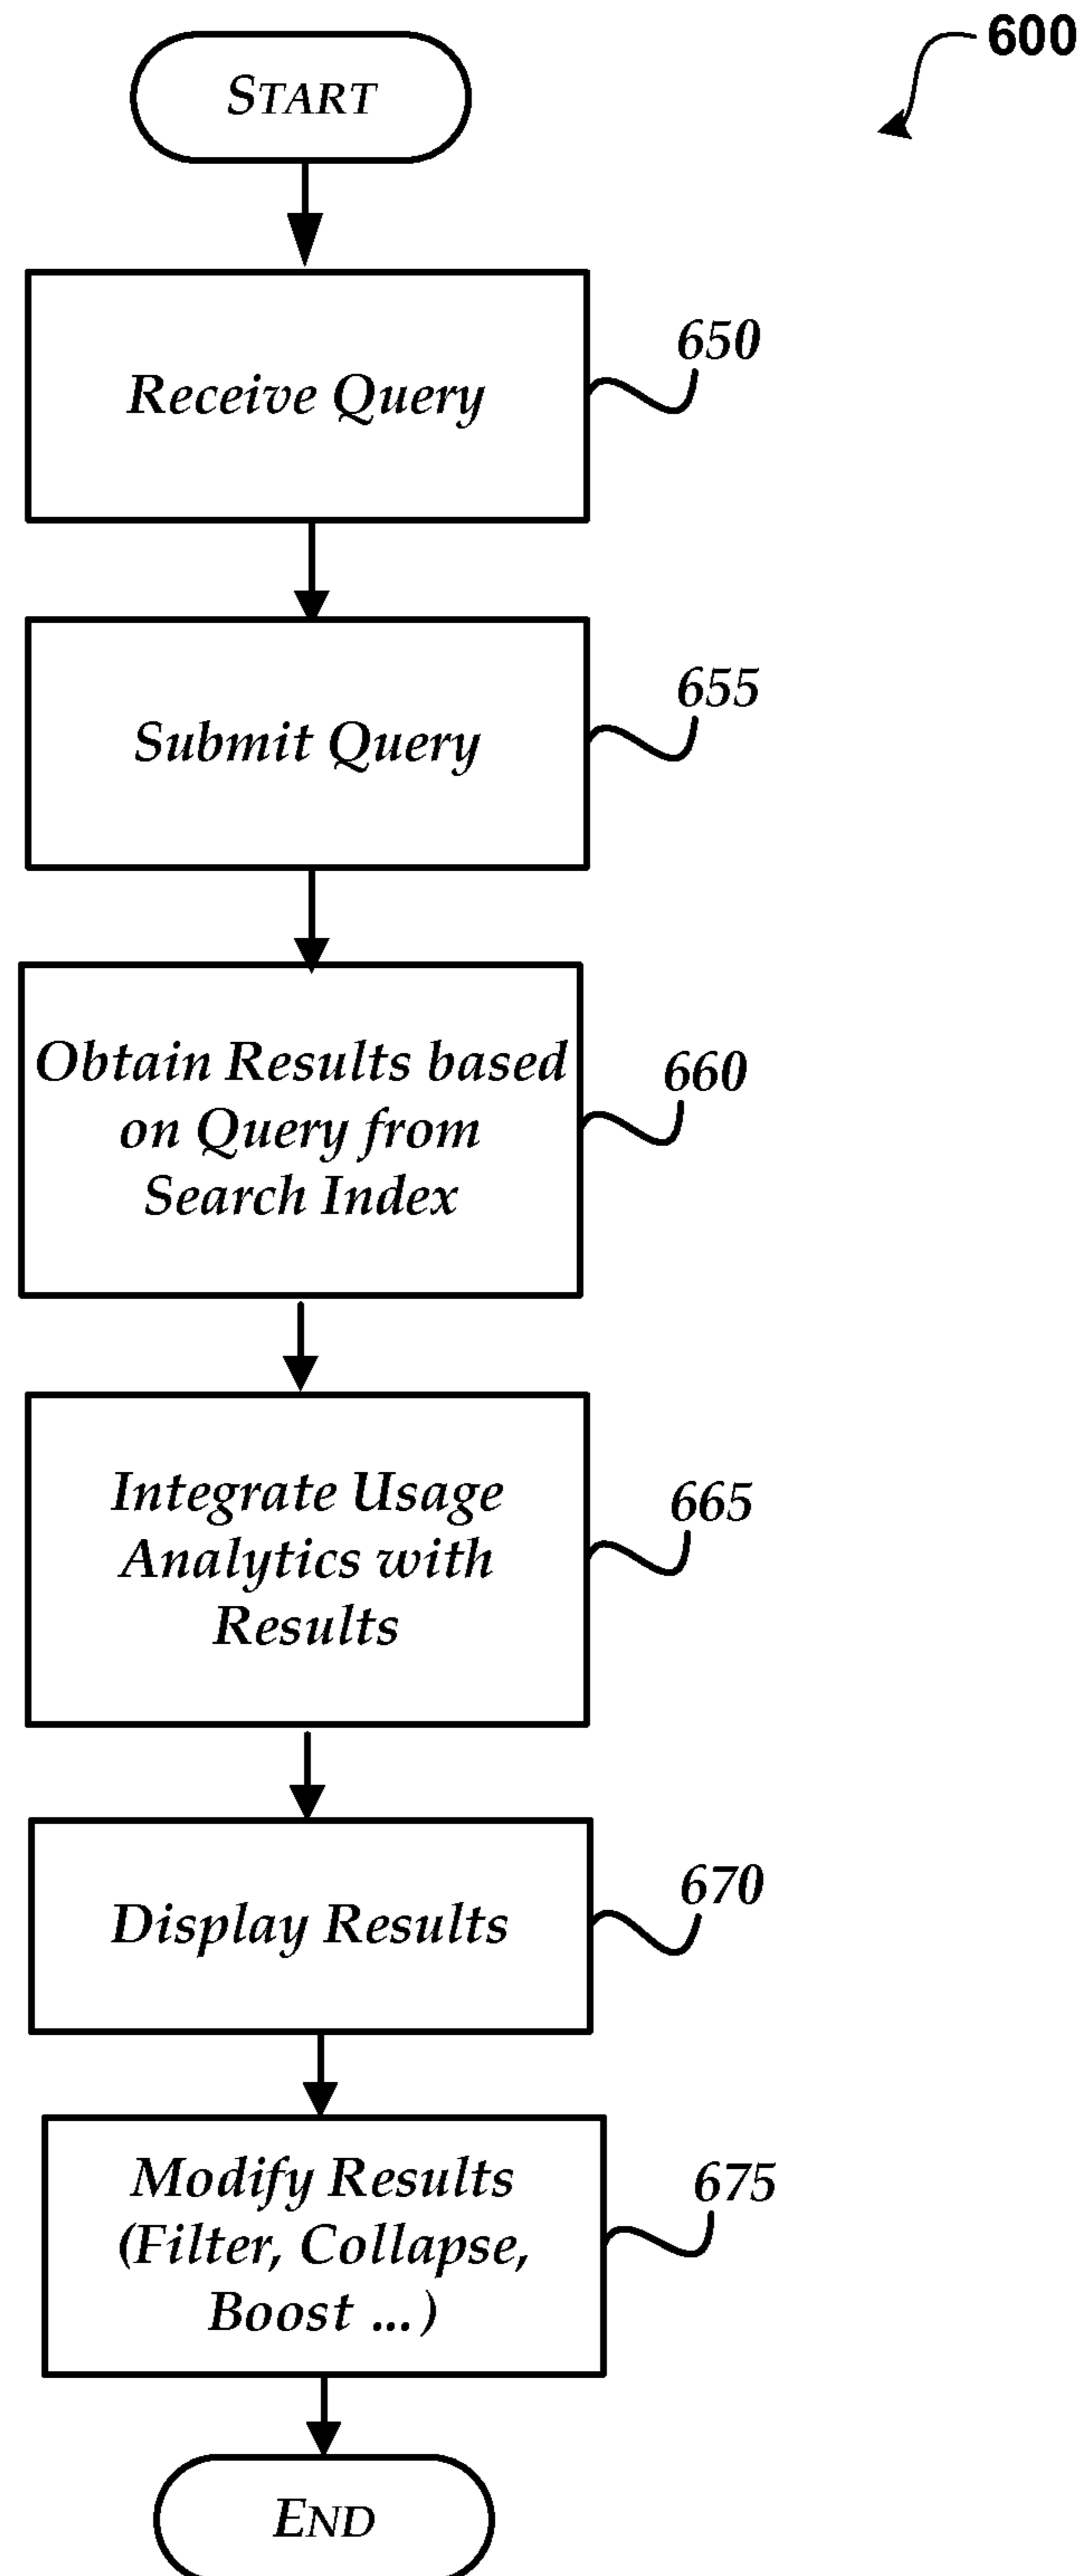 600
START
Receive Query
650
Submit Query
655
Obtain Results based
on Query from
Search Index
660
Integrate Usage
Analytics with
Results
665
Display Results
670
Modify Results
(Filter, Collapse,
Boost ...)
675
END